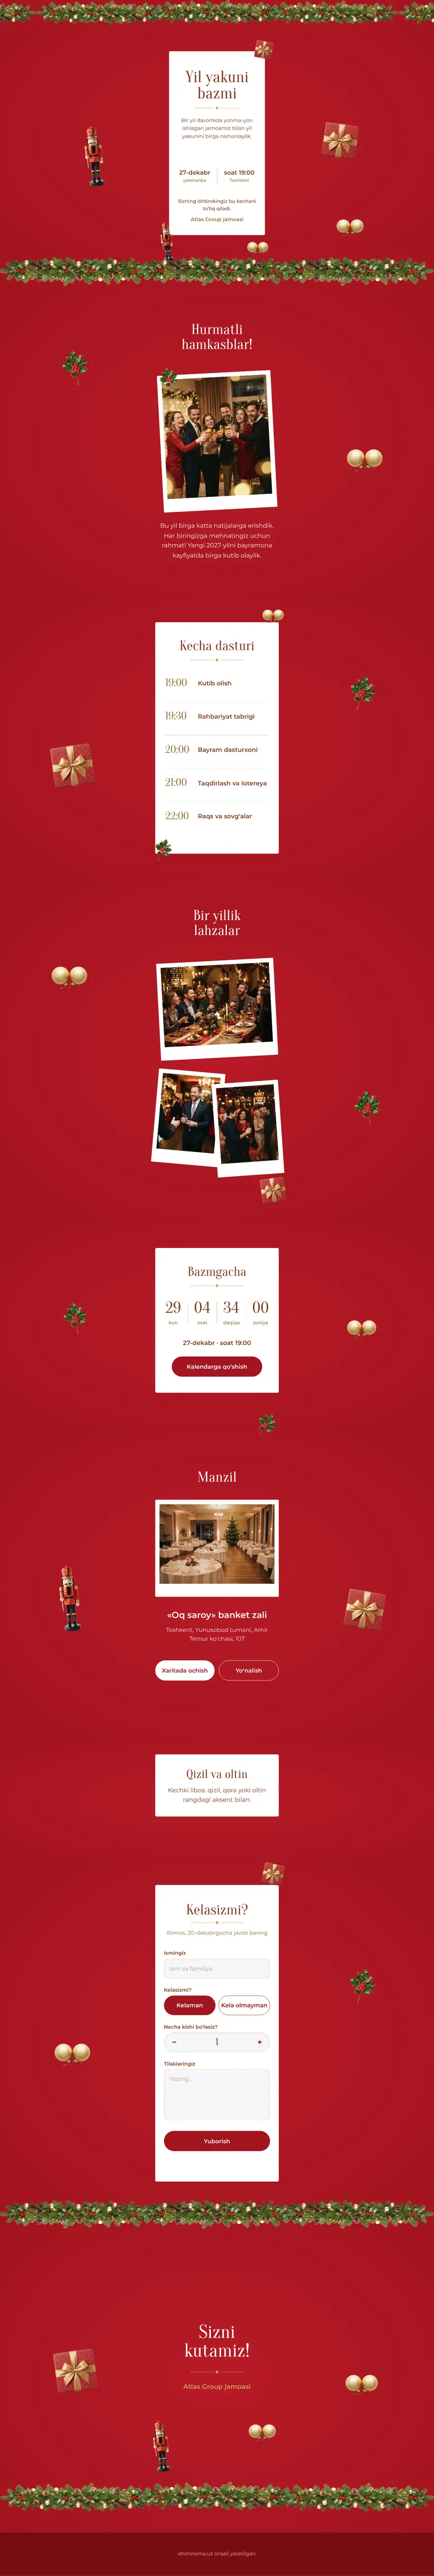 Yil yakuni
bazmi
Bir yil davomida yonma-yon
ishlagan jamoamiz bilan yil
yakunini birga nishonlaylik.
27-dekabr
yakshanba
soat 19:00
Toshkent
Sizning ishtirokingiz bu kechani
to'liq qiladi.
Atlas Group jamoasi
Hurmatli
hamkasblar!
Bu yil birga katta natijalarga erishdik.
Har biringizga mehnatingiz uchun
rahmat! Yangi 2027-yilni bayramona
kayfiyatda birga kutib olaylik.
Kecha dasturi
19:00 Kutib olish
19:30 Rahbariyat tabrigi
20:00 Bayram dasturxoni
21:00 Taqdirlash va lotereya
22:00 Raqs va sovg'alar
Bir yillik
lahzalar
Bazmgacha
29 04 34 00
kun soat daqiqa soniya
27-dekabr · soat 19:00
Kalendarga qo'shish
Manzil
«Oq saroy» banket zali
Toshkent, Yunusobod tumani, Amir
Temur ko'chasi, 107
Xaritada ochish
Yo'nalish
Qizil va oltin
Kechki libos: qizil, qora yoki oltin
rangdagi aksent bilan.
Kelasizmi?
Iltimos, 20-dekabrgacha javob bering
Ismingiz
Ism va familiya
Kelasizmi?
Kelaman
Kela olmayman
Necha kishi bo'lasiz?
− 1 +
Tilaklaringiz
Yozing...
Yuborish
Sizni
kutamiz!
Atlas Group jamoasi
shohnoma.uz orqali yaratilgan